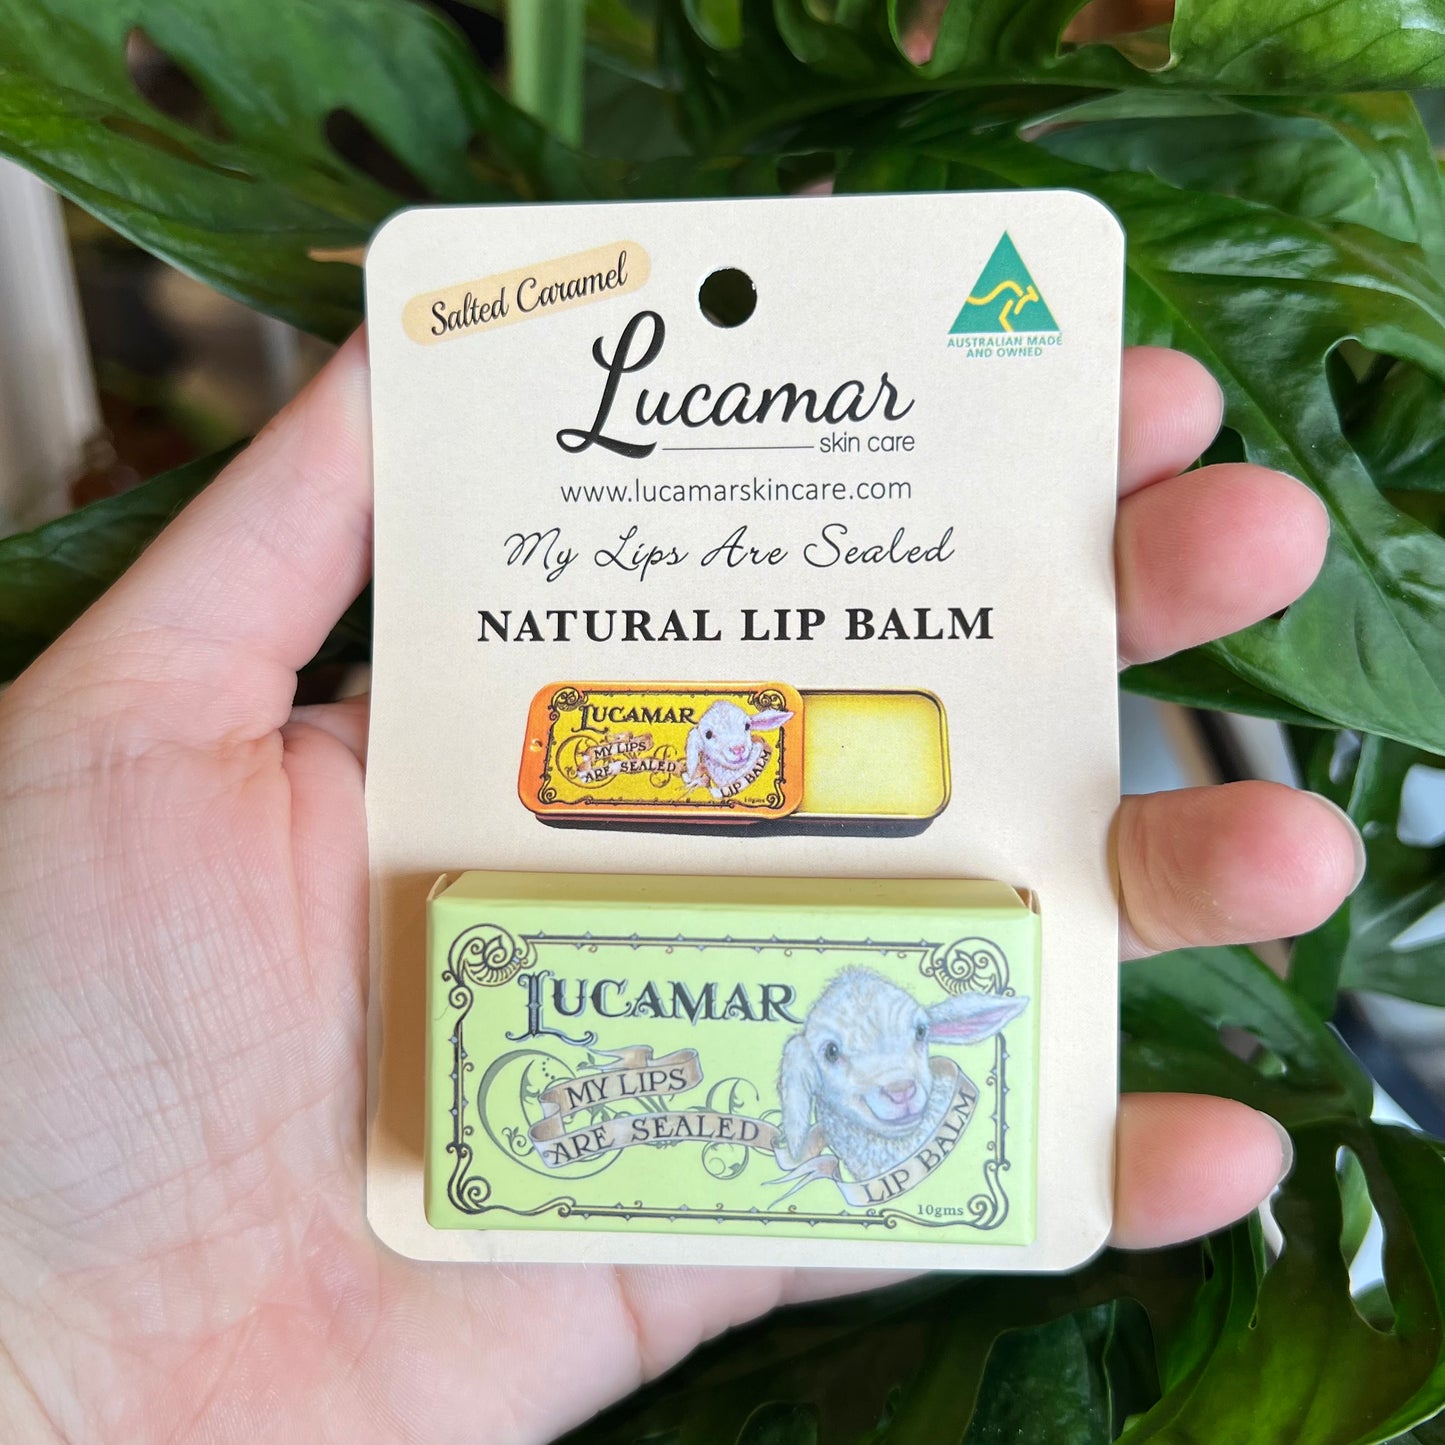 Salted Caramel
AUSTRALIAN MADE
AND OWNED
Lucamar
skin care
www.lucamarskincare.com
My Lips Are Sealed
NATURAL LIP BALM
LUCAMAR
MY LIPS
ARE SEALED
LIP BALM
10gms
LUCAMAR
MY LIPS
ARE SEALED
LIP BALM
10gms